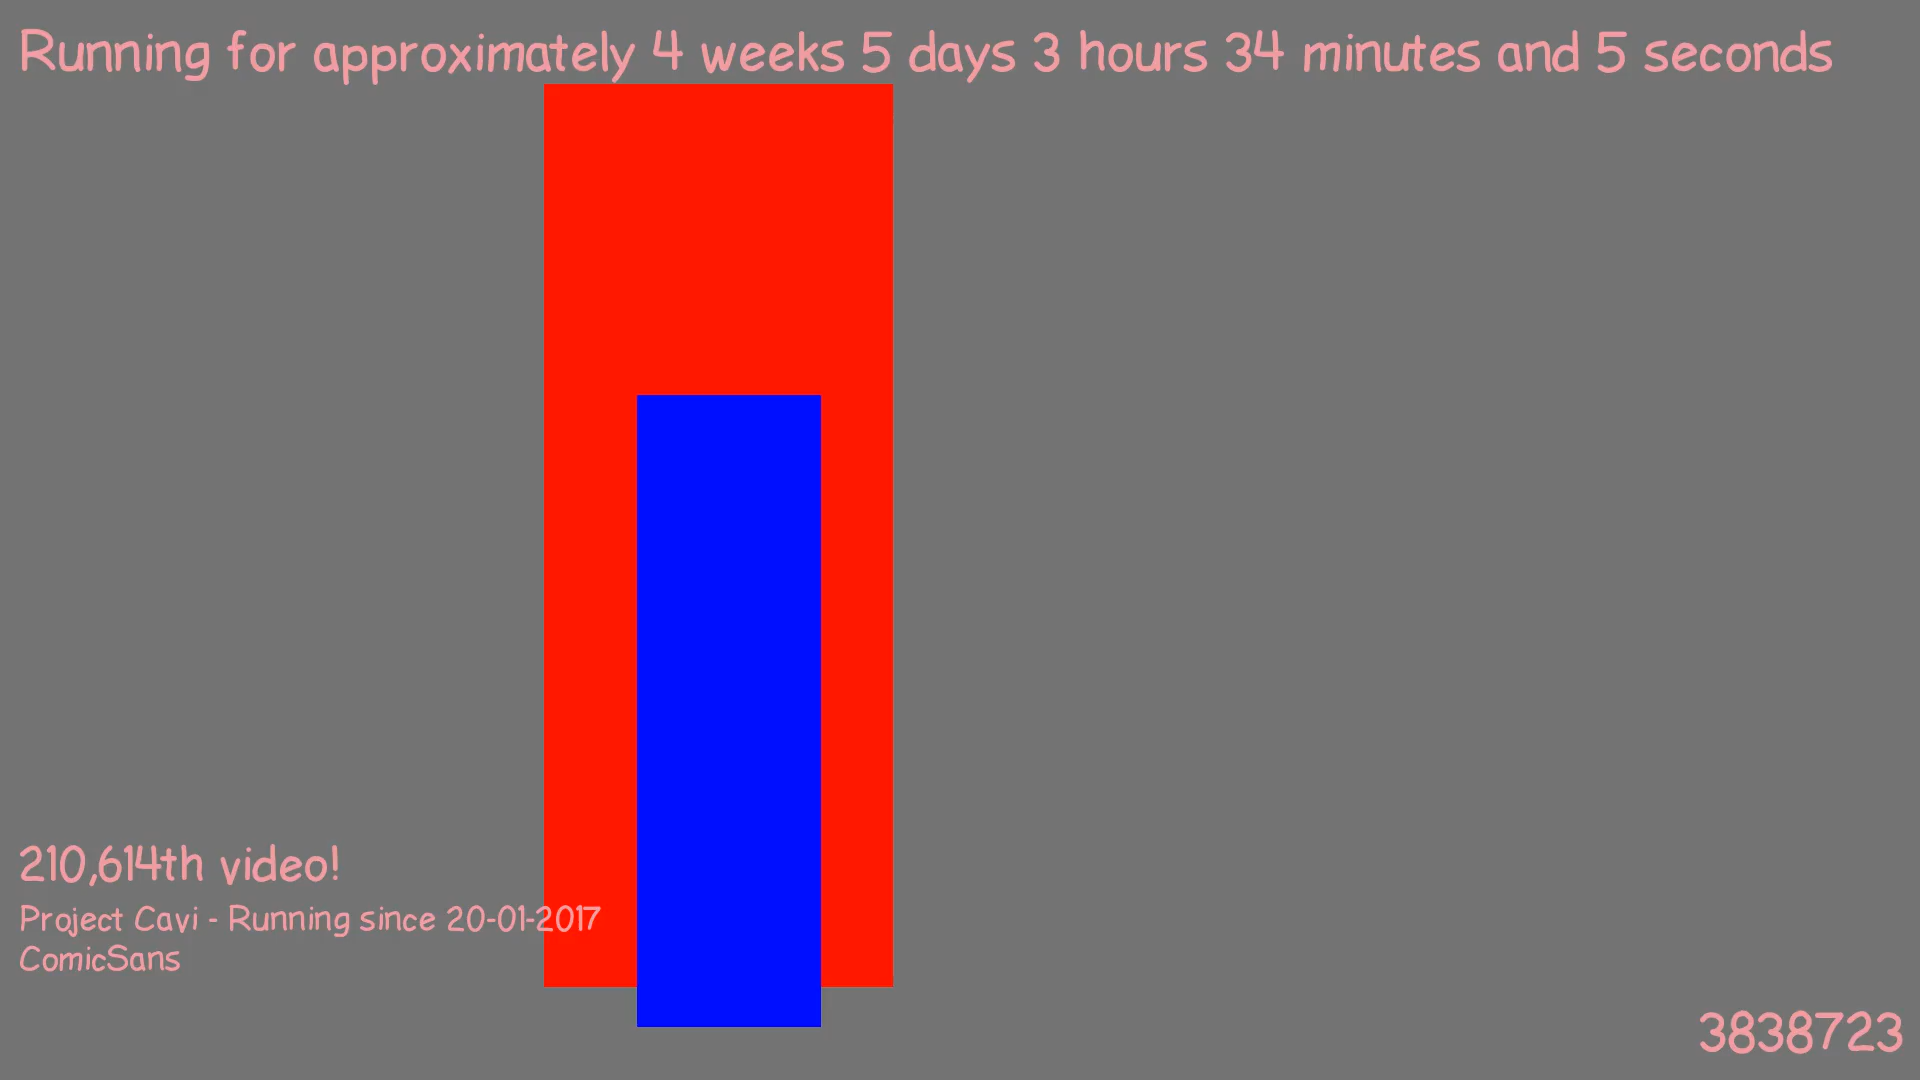 Running for approximately 4 weeks 5 days 3 hours 34 minutes and 5 seconds
210,614th video!
Project Cavi - Running since 20-01-2017
ComicSans
3838723